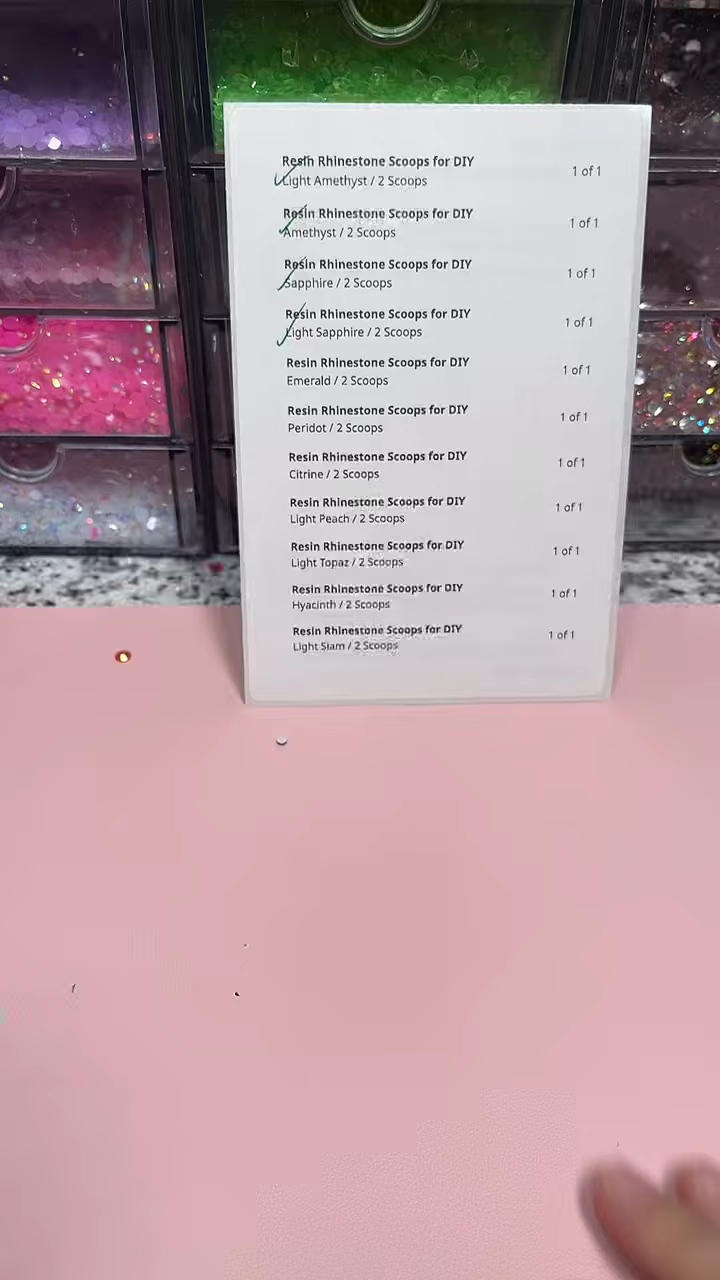 Resin Rhinestone Scoops for DIY 1 of 1
Light Amethyst / 2 Scoops
Resin Rhinestone Scoops for DIY 1 of 1
Amethyst / 2 Scoops
Resin Rhinestone Scoops for DIY 1 of 1
Sapphire / 2 Scoops
Resin Rhinestone Scoops for DIY 1 of 1
Light Sapphire / 2 Scoops
Resin Rhinestone Scoops for DIY 1 of 1
Emerald / 2 Scoops
Resin Rhinestone Scoops for DIY 1 of 1
Peridot / 2 Scoops
Resin Rhinestone Scoops for DIY 1 of 1
Citrine / 2 Scoops
Resin Rhinestone Scoops for DIY 1 of 1
Light Peach / 2 Scoops
Resin Rhinestone Scoops for DIY 1 of 1
Light Topaz / 2 Scoops
Resin Rhinestone Scoops for DIY 1 of 1
Hyacinth / 2 Scoops
Resin Rhinestone Scoops for DIY 1 of 1
Light Siam / 2 Scoops